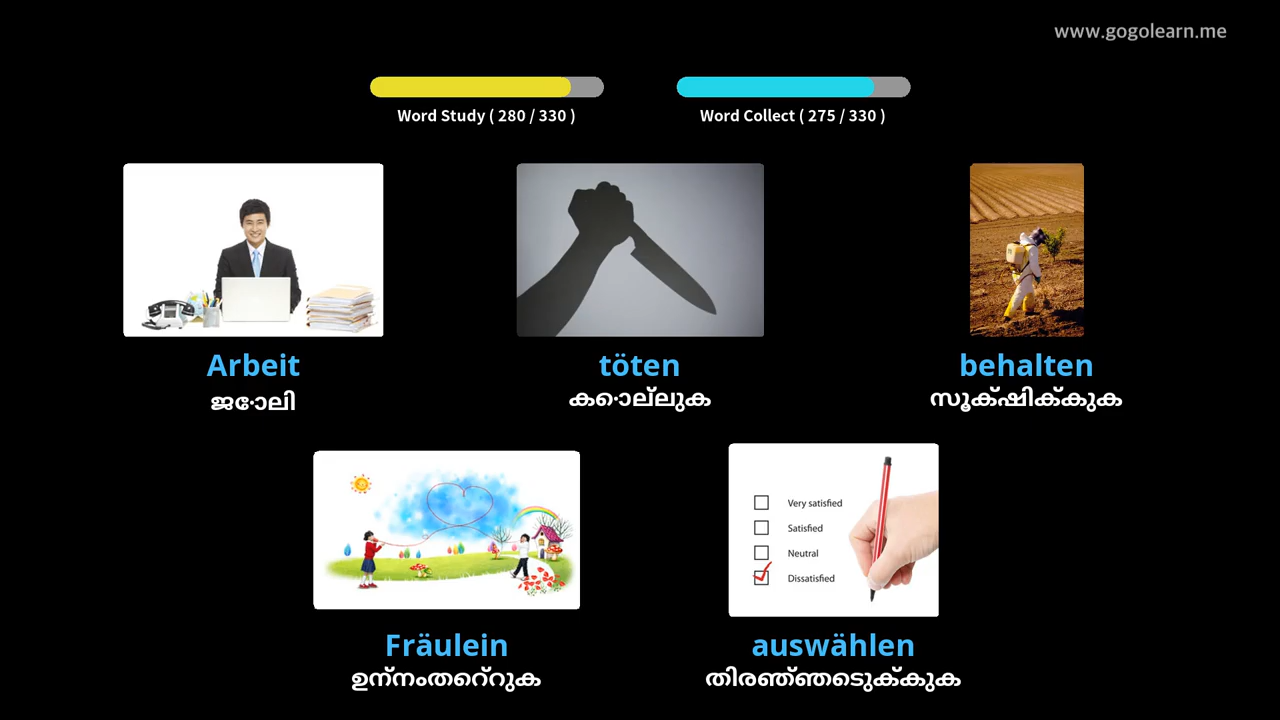 www.gogolearn.me
Word Study ( 280 / 330 )
Word Collect ( 275 / 330 )
Arbeit
ജോലി
töten
കൊല്ലുക
behalten
സൂക്ഷിക്കുക
Very satisfied
Satisfied
Neutral
Dissatisfied
Fräulein
ഉന്നംതെറ്റുക
auswählen
തിരഞ്ഞെടുക്കുക